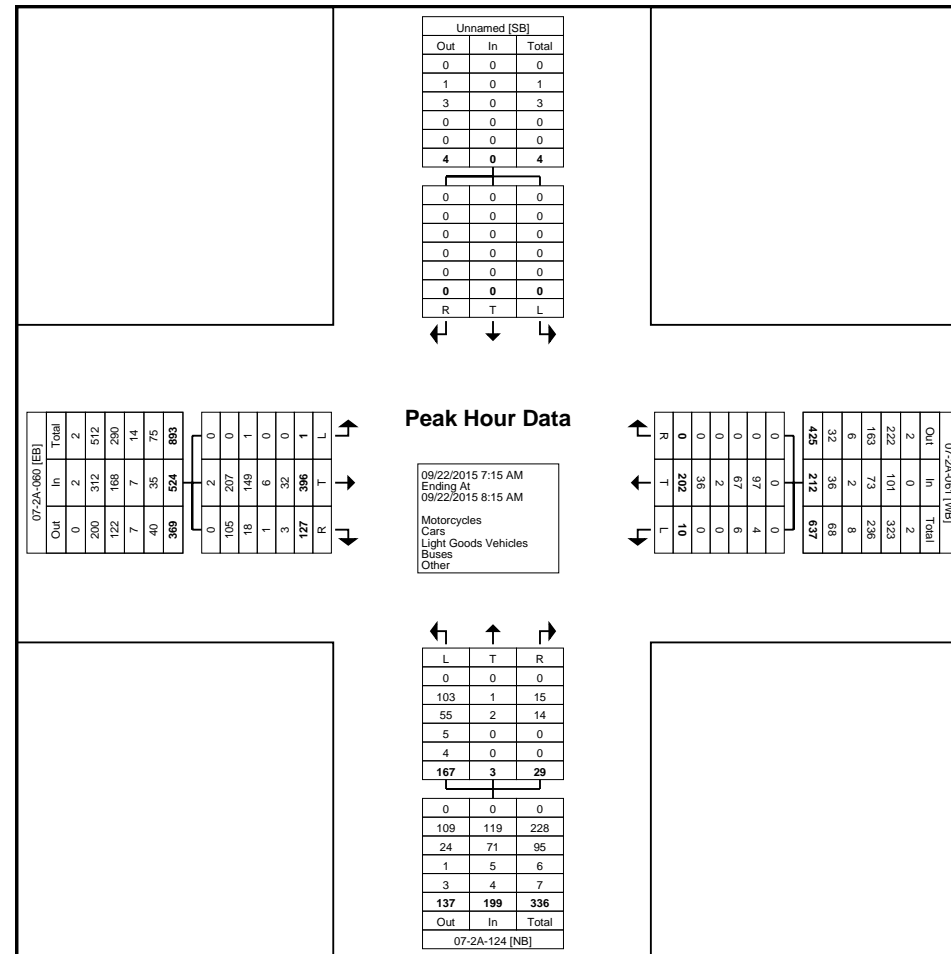 Unnamed [SB]
Out In Total
0 0 0
1 0 1
3 0 3
0 0 0
0 0 0
4 0 4
0 0 0
0 0 0
0 0 0
0 0 0
0 0 0
0 0 0
R T L
07-2A-060 [EB]
Out In Total
0 2 2
200 312 512
122 168 290
7 7 14
40 35 75
369 524 893
0 2 0
105 207 0
18 149 1
1 6 0
3 32 0
127 396 1
R T L
Peak Hour Data
09/22/2015 7:15 AM
Ending At
09/22/2015 8:15 AM
Motorcycles
Cars
Light Goods Vehicles
Buses
Other
07-2A-061 [WB]
Out In Total
2 0 2
222 101 323
163 73 236
6 2 8
32 36 68
425 212 637
0 0 0
0 97 4
0 67 6
0 2 0
0 36 0
0 202 10
R T L
L T R
0 0 0
103 1 15
55 2 14
5 0 0
4 0 0
167 3 29
0 0 0
109 119 228
24 71 95
1 5 6
3 4 7
137 199 336
Out In Total
07-2A-124 [NB]